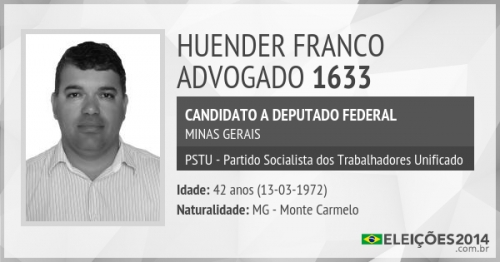 HUENDER FRANCO
ADVOGADO 1633
CANDIDATO A DEPUTADO FEDERAL
MINAS GERAIS
PSTU - Partido Socialista dos Trabalhadores Unificado
Idade: 42 anos (13-03-1972)
Naturalidade: MG - Monte Carmelo
ELEIÇÕES2014
.com.br